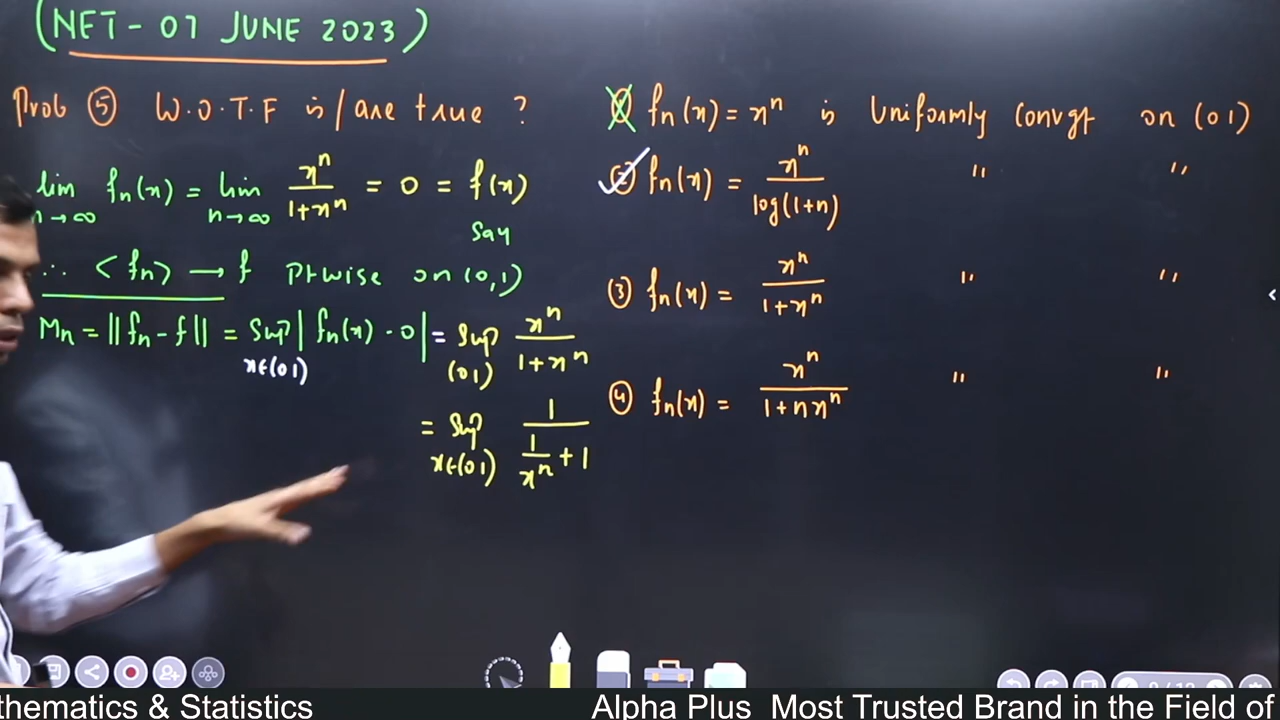 (NET - 07 JUNE 2023)
Prob ⑤ W.O.T.F is/are true ?
lim n→∞ fn(x) = lim n→∞ x^n / 1+x^n = 0 = f(x)
Say
∴ <fn> → f ptwise on (0,1)
Mn = ||fn - f|| = Sup x∈(0 1) | fn(x) - 0 | = Sup (0 1) x^n / 1+x^n
= Sup x∈(0 1) 1 / 1/x^n + 1
① fn(x) = x^n is Uniformly Convgt on (0 1)
② fn(x) = x^n / log(1+n) " "
③ fn(x) = x^n / 1+x^n " "
④ fn(x) = x^n / 1+nx^n " "
thematics & Statistics Alpha Plus Most Trusted Brand in the Field of